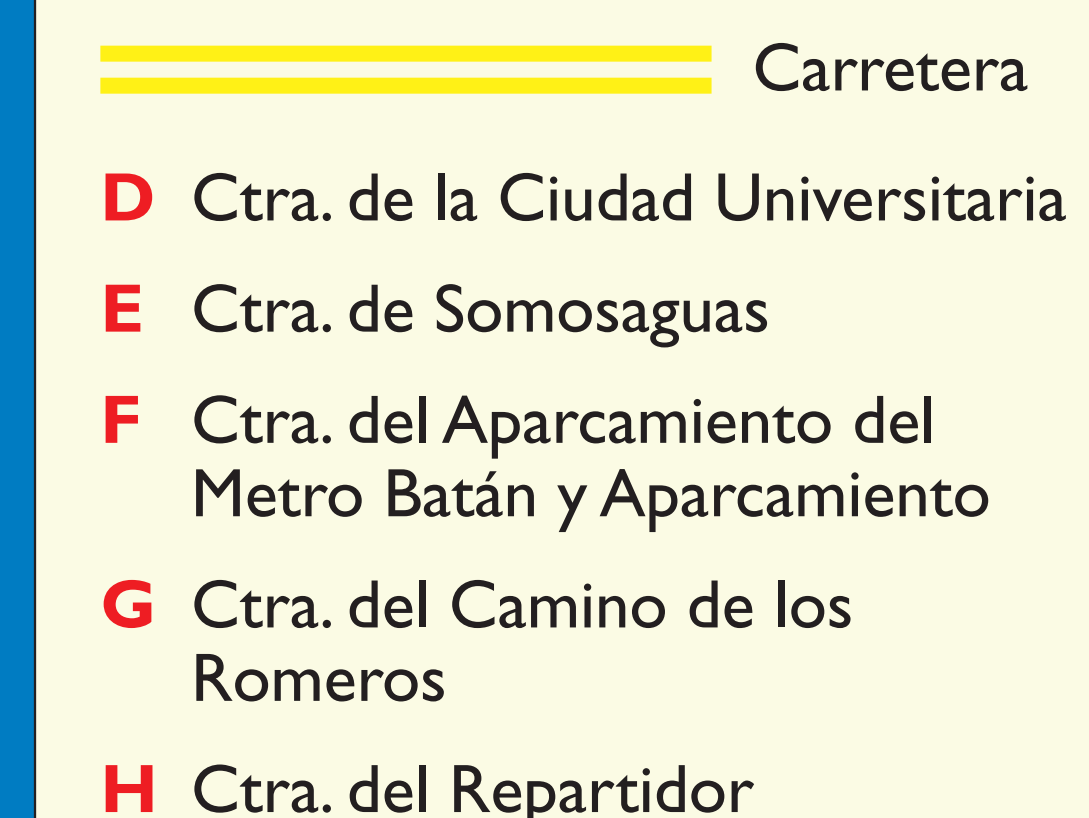 Carretera
D Ctra. de la Ciudad Universitaria
E Ctra. de Somosaguas
F Ctra. del Aparcamiento del
Metro Batán y Aparcamiento
G Ctra. del Camino de los
Romeros
H Ctra. del Repartidor